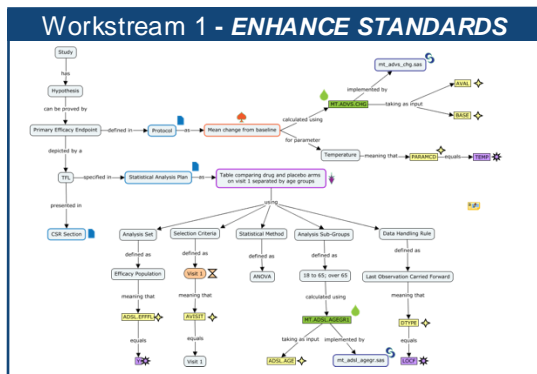 Workstream 1 - ENHANCE STANDARDS
Study
has
Hypothesis
can be proved by
Primary Efficacy Endpoint
defined in
Protocol
as
Mean change from baseline
calculated using
MT.ADVS.CHG
implemented by
mt_advs_chg.sas
taking as input
AVAL
BASE
for parameter
Temperature
meaning that
PARAMCD
equals
TEMP
depicted by a
TFL
specified in
Statistical Analysis Plan
as
Table comparing drug and placebo arms
on visit 1 separated by age groups
presented in
CSR Section
using
Analysis Set
Selection Criteria
Statistical Method
Analysis Sub-Groups
Data Handling Rule
defined as
defined as
defined as
defined as
defined as
Efficacy Population
Visit 1
ANOVA
18 to 65; over 65
Last Observation Carried Forward
meaning that
meaning that
calculated using
meaning that
ADSL.EFFFL
AVISIT
MT.ADSL.AGEGR1
DTYPE
equals
equals
taking as input
implemented by
equals
Visit 1
ADSL.AGE
mt_adsl_agegr.sas
LOCF